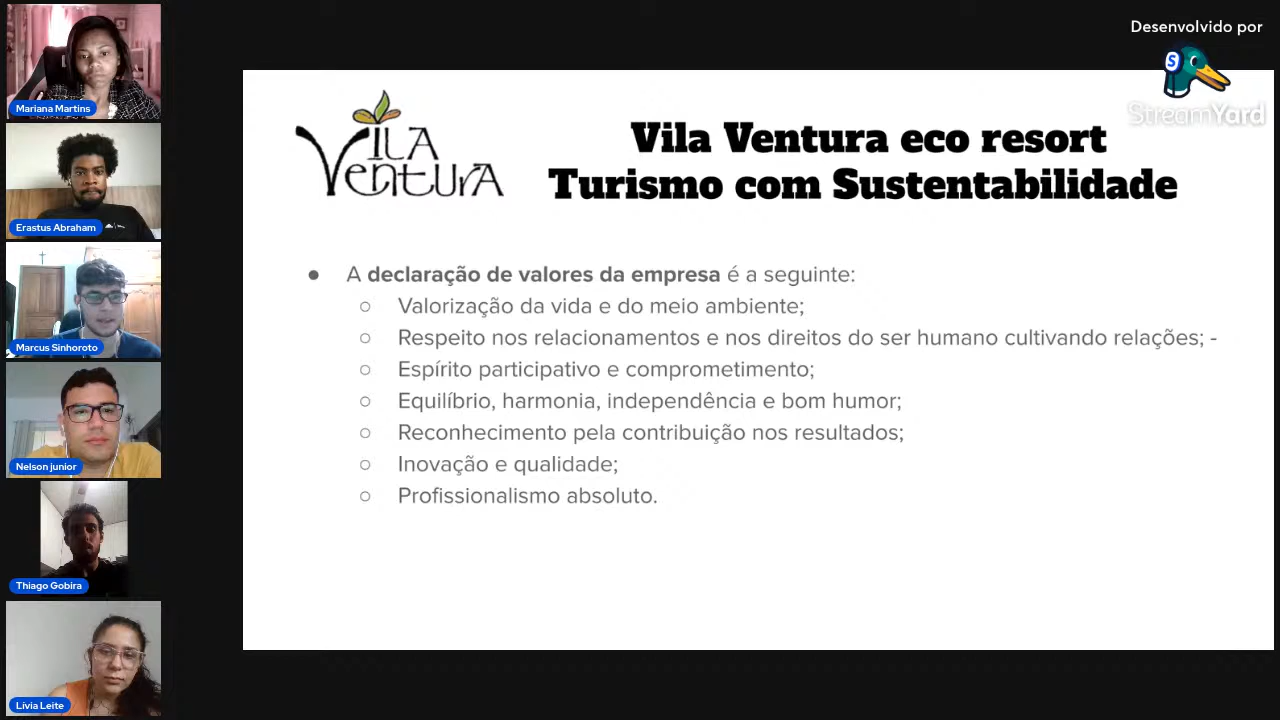 Mariana Martins
Erastus Abraham
Marcus Sinhoroto
Nelson junior
Thiago Gobira
Lívia Leite
Desenvolvido por
S
StreamYard
VILA
VENTURA
Vila Ventura eco resort
Turismo com Sustentabilidade
● A declaração de valores da empresa é a seguinte:
○ Valorização da vida e do meio ambiente;
○ Respeito nos relacionamentos e nos direitos do ser humano cultivando relações; -
○ Espírito participativo e comprometimento;
○ Equilíbrio, harmonia, independência e bom humor;
○ Reconhecimento pela contribuição nos resultados;
○ Inovação e qualidade;
○ Profissionalismo absoluto.